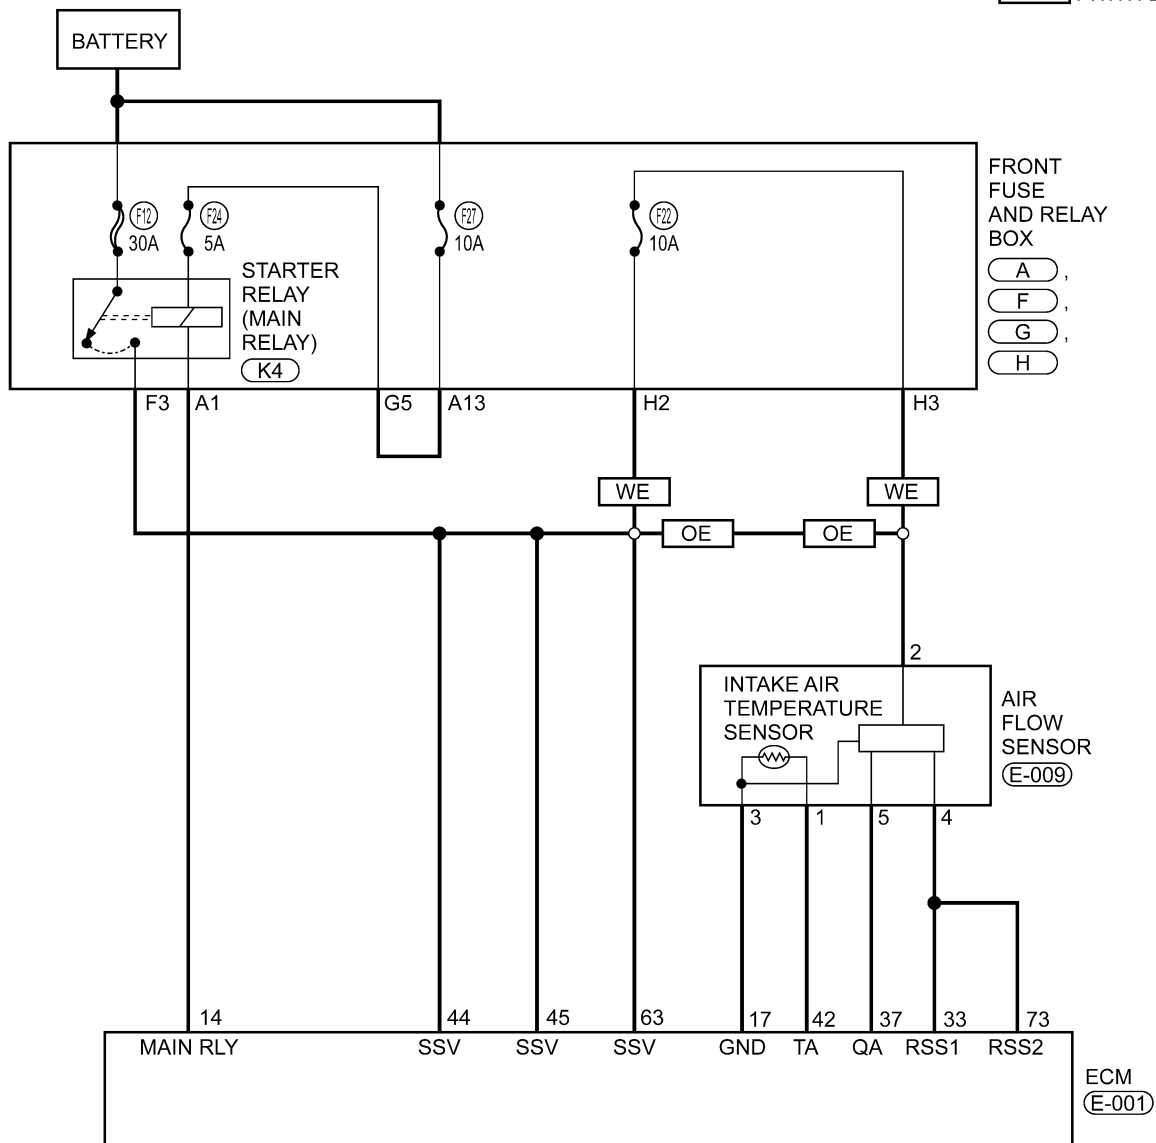 BATTERY
F12
30A
F24
5A
F27
10A
F22
10A
FRONT
FUSE
AND RELAY
BOX
A ,
F ,
G ,
H
STARTER
RELAY
(MAIN
RELAY)
K4
F3
A1
G5
A13
H2
H3
WE
WE
OE
OE
2
INTAKE AIR
TEMPERATURE
SENSOR
AIR
FLOW
SENSOR
E-009
3
1
5
4
14
44
45
63
17
42
37
33
73
MAIN RLY
SSV
SSV
SSV
GND
TA
QA
RSS1
RSS2
ECM
E-001